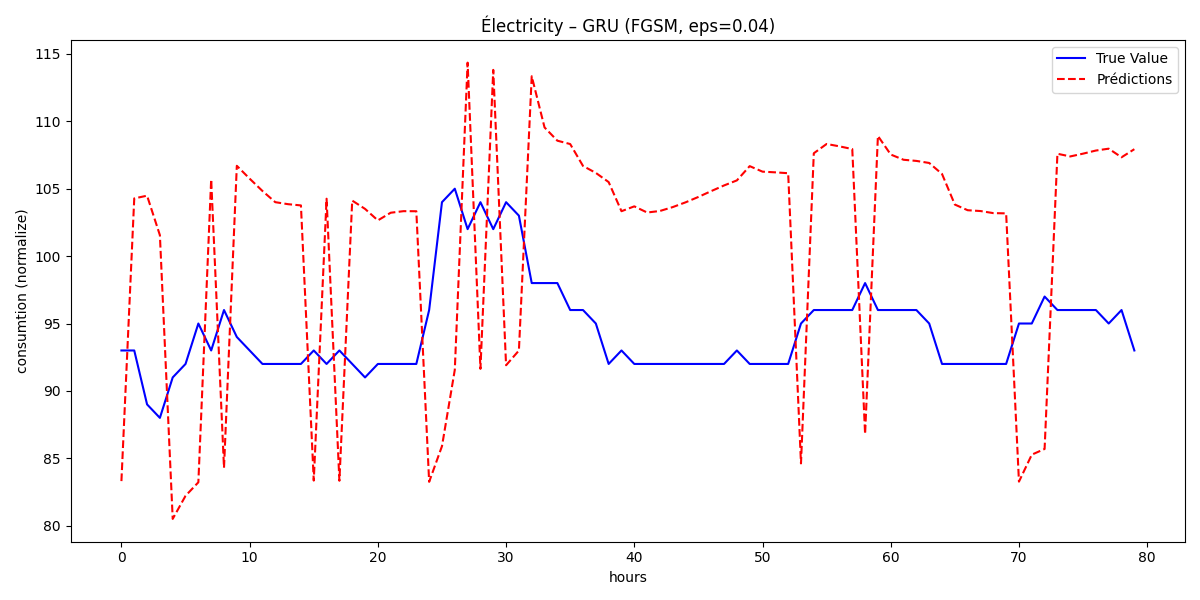 Électricity – GRU (FGSM, eps=0.04)
True Value
Prédictions
consumtion (normalize)
115
110
105
100
95
90
85
80
0 10 20 30 40 50 60 70 80
hours